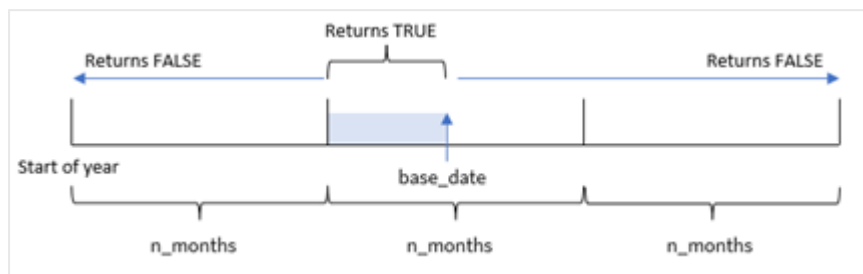 Returns TRUE
Returns FALSE
Returns FALSE
Start of year
base_date
n_months
n_months
n_months